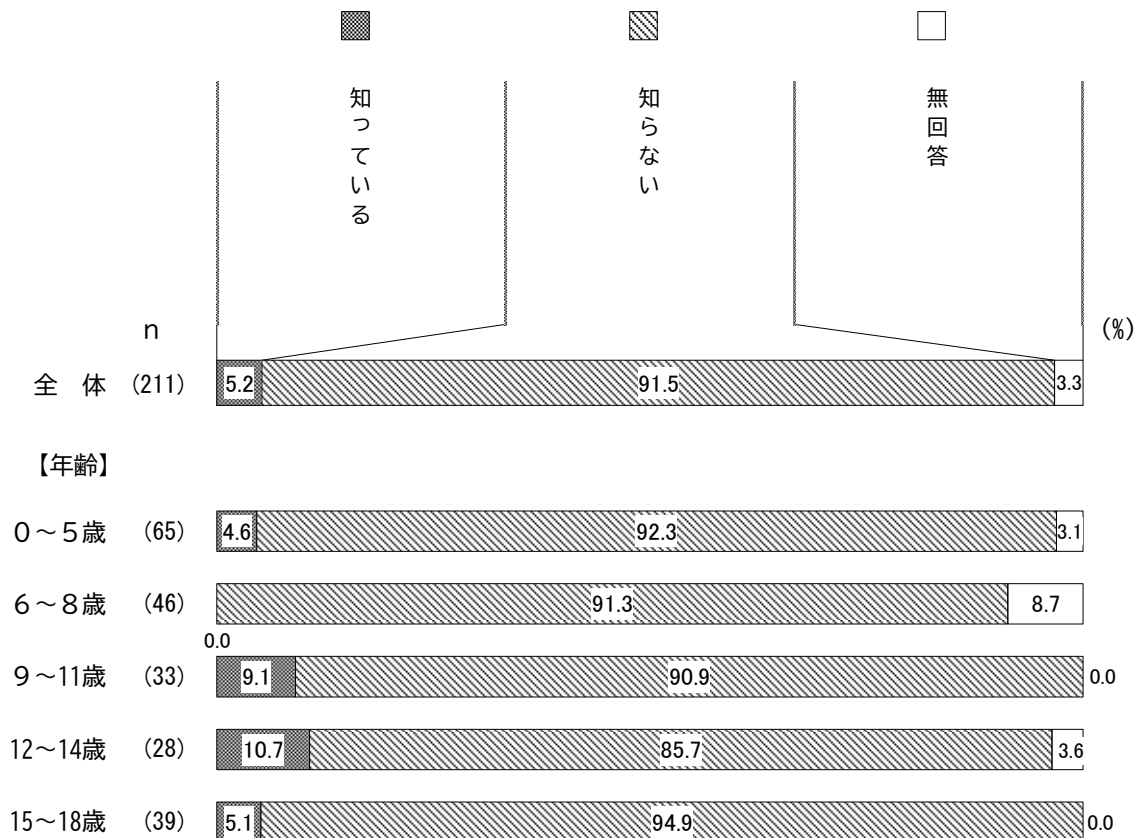 知っている
知らない
無回答
n
(%)
全　体 (211) 5.2 91.5 3.3
【年齢】
０～５歳 (65) 4.6 92.3 3.1
６～８歳 (46) 91.3 8.7
0.0
９～11歳 (33) 9.1 90.9 0.0
12～14歳 (28) 10.7 85.7 3.6
15～18歳 (39) 5.1 94.9 0.0